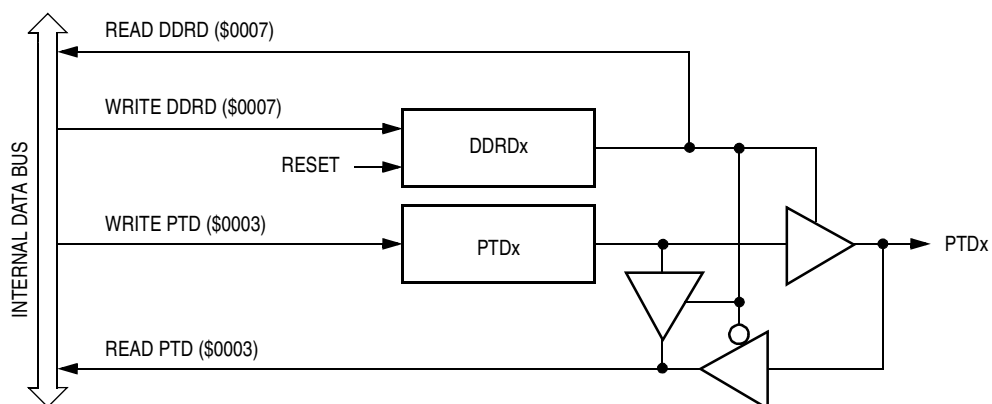 READ DDRD ($0007)
WRITE DDRD ($0007)
DDRDx
RESET
INTERNAL DATA BUS
WRITE PTD ($0003)
PTDx
PTDx
READ PTD ($0003)